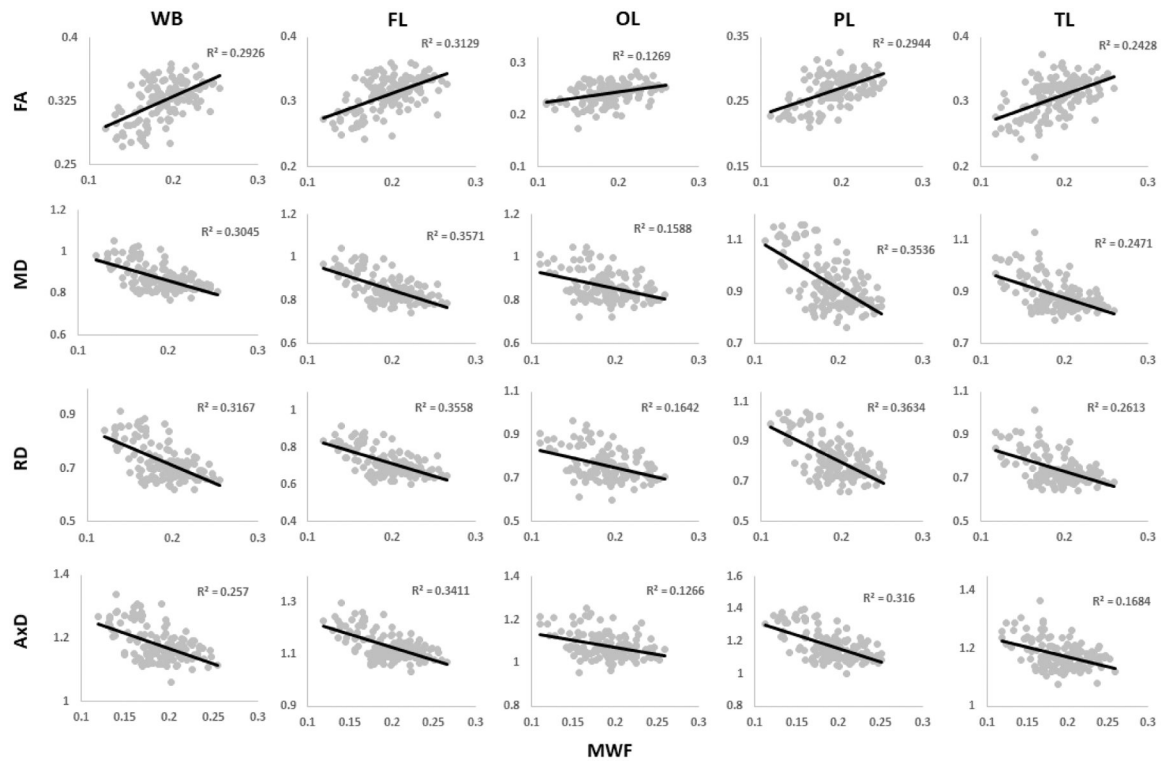 WB FL OL PL TL
FA
0.4 0.325 0.25
R² = 0.2926
0.1 0.2 0.3
0.4 0.3 0.2
R² = 0.3129
0.1 0.2 0.3
0.3 0.2 0.1
R² = 0.1269
0.1 0.2 0.3
0.35 0.25 0.15
R² = 0.2944
0.1 0.2 0.3
0.4 0.3 0.2
R² = 0.2428
0.1 0.2 0.3
MD
1.2 1 0.8 0.6
R² = 0.3045
0.1 0.2 0.3
1.2 1 0.8 0.6
R² = 0.3571
0.1 0.2 0.3
1.2 1 0.8 0.6
R² = 0.1588
0.1 0.2 0.3
1.1 0.9 0.7
R² = 0.3536
0.1 0.2 0.3
1.1 0.9 0.7
R² = 0.2471
0.1 0.2 0.3
RD
0.9 0.7 0.5
R² = 0.3167
0.1 0.2 0.3
1 0.8 0.6 0.4
R² = 0.3558
0.1 0.2 0.3
1.1 0.9 0.7 0.5
R² = 0.1642
0.1 0.2 0.3
1.1 0.9 0.7 0.5
R² = 0.3634
0.1 0.2 0.3
1.1 0.9 0.7 0.5
R² = 0.2613
0.1 0.2 0.3
AxD
1.4 1.2 1
R² = 0.257
0.1 0.15 0.2 0.25
1.3 1.1 0.9
R² = 0.3411
0.1 0.15 0.2 0.25
1.4 1.2 1 0.8
R² = 0.1266
0.1 0.15 0.2 0.25
1.6 1.4 1.2 1 0.8
R² = 0.316
0.1 0.15 0.2 0.25
1.4 1.2 1
R² = 0.1684
0.1 0.15 0.2 0.25
MWF